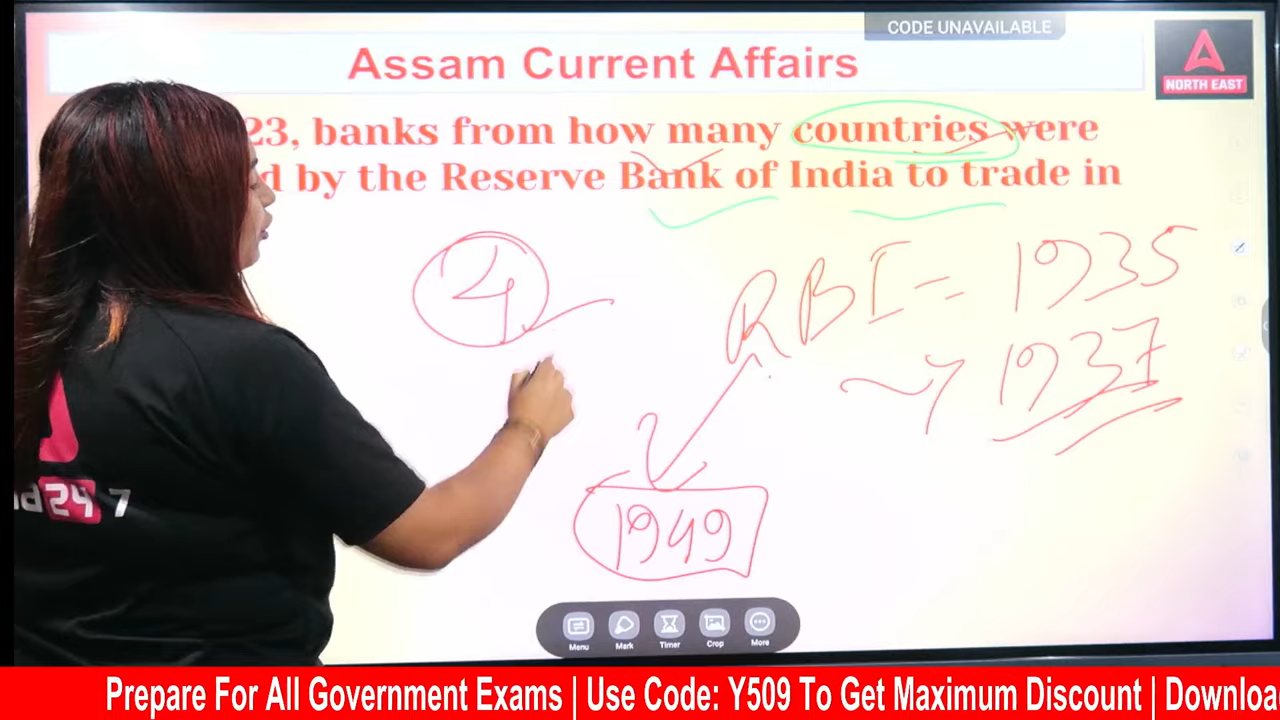 CODE UNAVAILABLE
Assam Current Affairs
NORTH EAST
23, banks from how many countries were
d by the Reserve Bank of India to trade in
4
RBI = 1935
1937
1949
24 7
Menu Mark Timer Crop More
Prepare For All Government Exams | Use Code: Y509 To Get Maximum Discount | Downloa